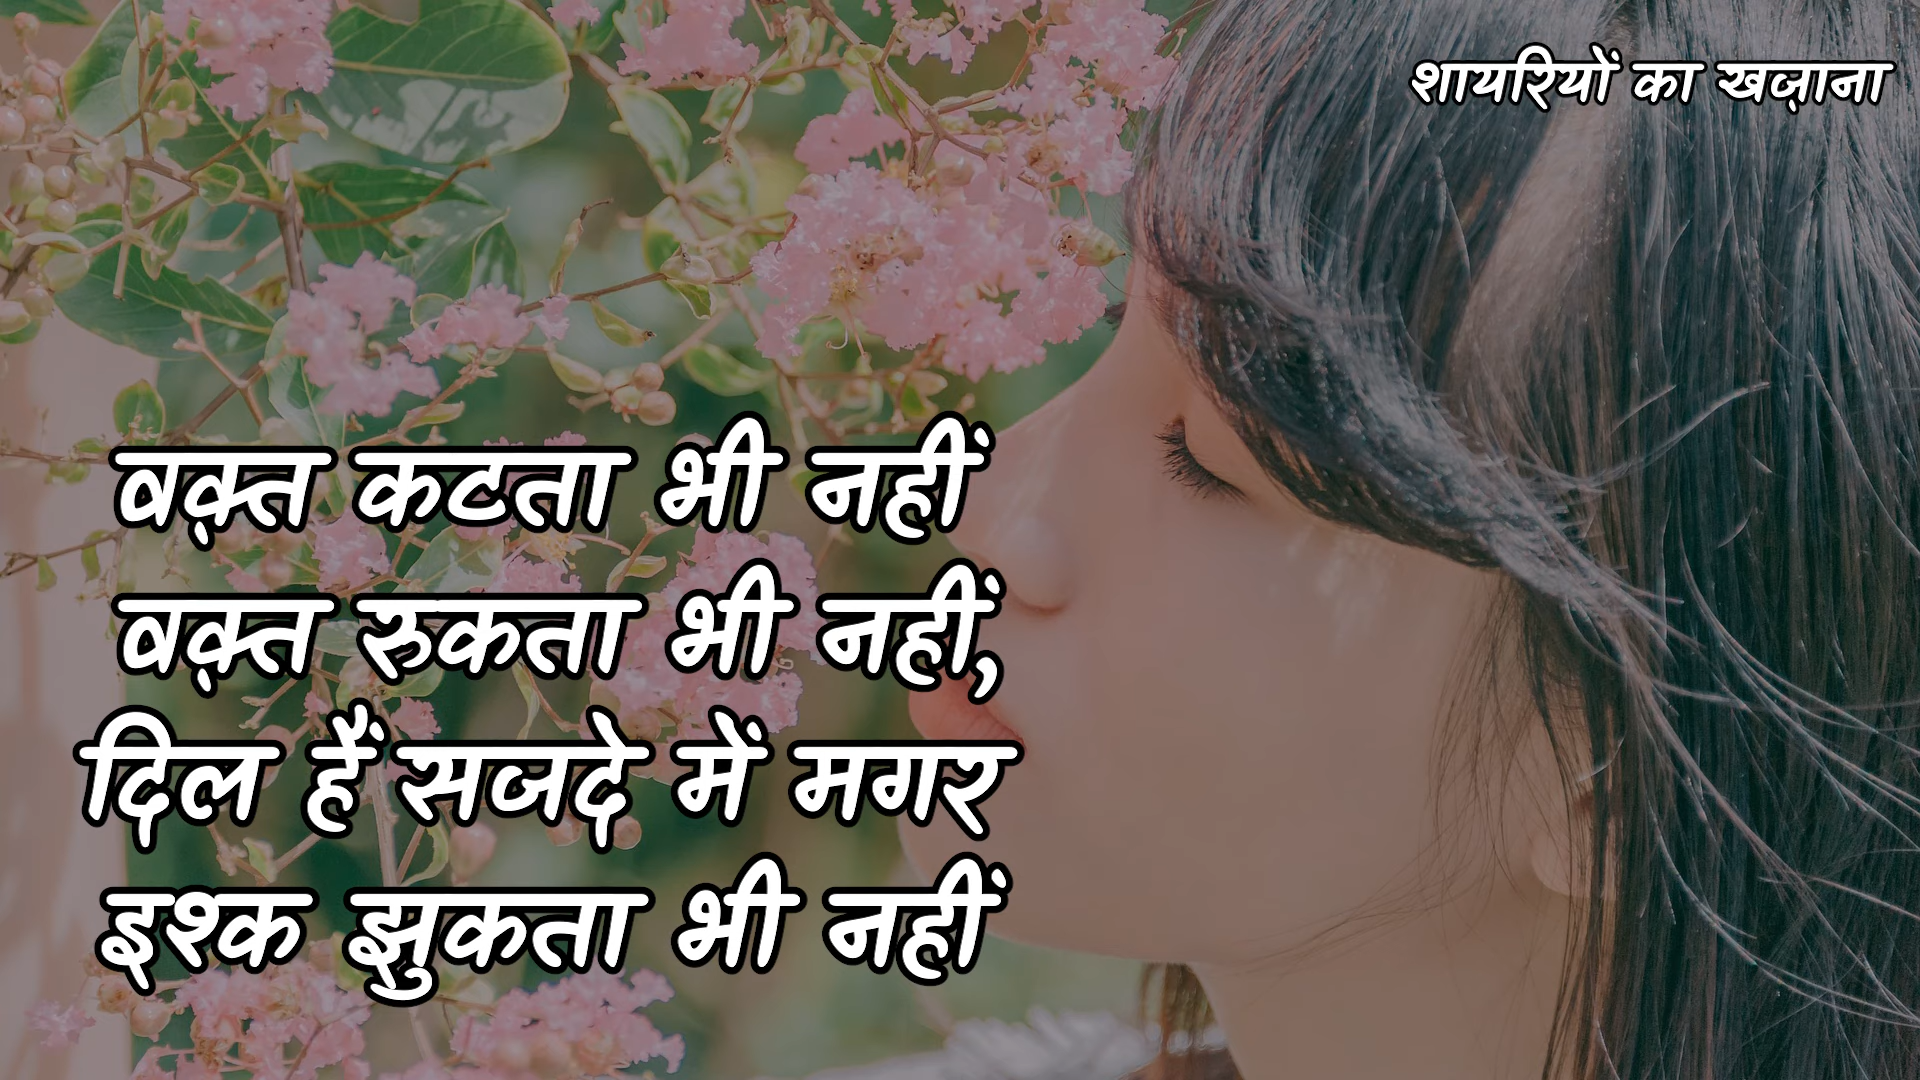 शायरियों का खज़ाना
वक़्त कटता भी नहीं
वक़्त रुकता भी नहीं,
दिल हैं सजदे में मगर
इश्क झुकता भी नहीं